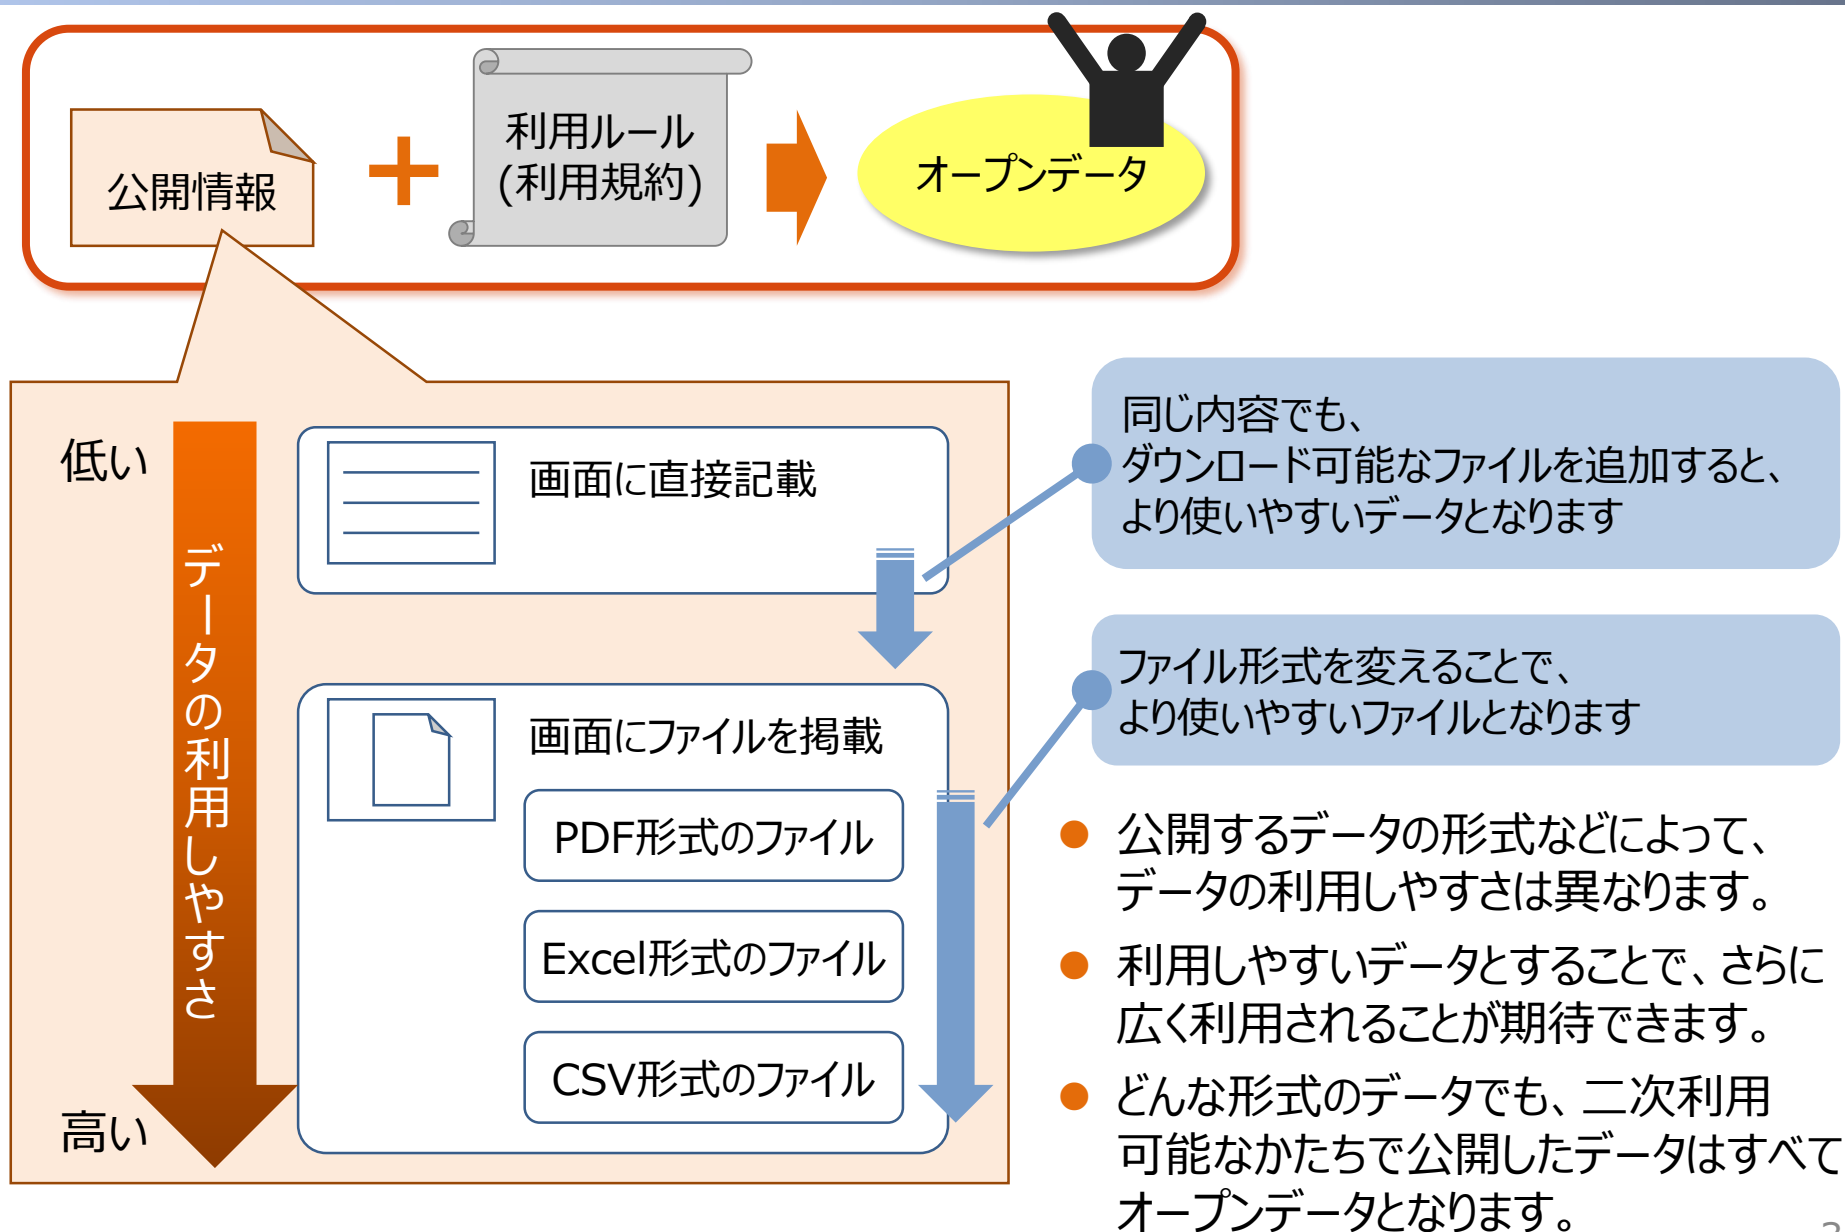 公開情報
利用ルール
(利用規約)
オープンデータ
低い
データの利用しやすさ
高い
画面に直接記載
画面にファイルを掲載
PDF形式のファイル
Excel形式のファイル
CSV形式のファイル
同じ内容でも、
ダウンロード可能なファイルを追加すると、
より使いやすいデータとなります
ファイル形式を変えることで、
より使いやすいファイルとなります
公開するデータの形式などによって、
データの利用しやすさは異なります。
利用しやすいデータとすることで、さらに
広く利用されることが期待できます。
どんな形式のデータでも、二次利用
可能なかたちで公開したデータはすべて
オープンデータとなります。